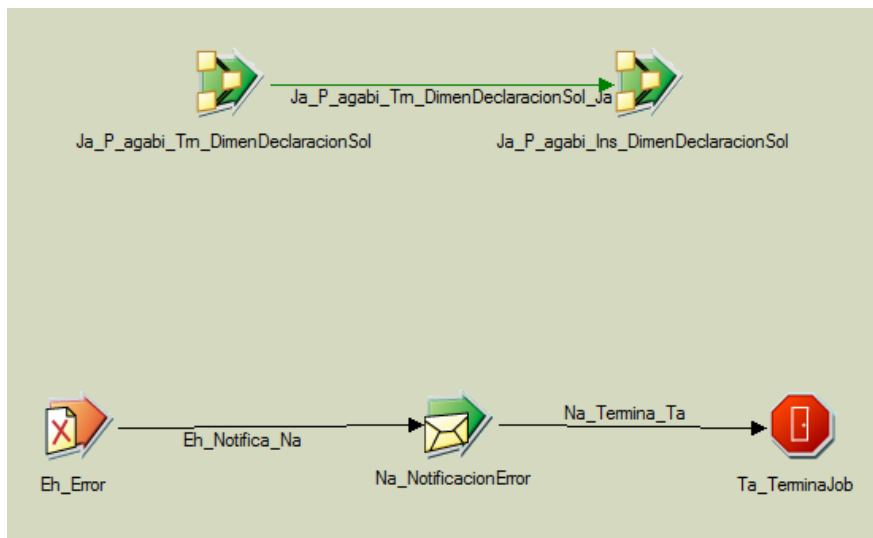 Ja_P_agabi_Trn_DimenDeclaracionSol_Ja
Ja_P_agabi_Trn_DimenDeclaracionSol
Ja_P_agabi_Ins_DimenDeclaracionSol
Na_Termina_Ta
Eh_Notifica_Na
Eh_Error
Na_NotificacionError
Ta_TerminaJob